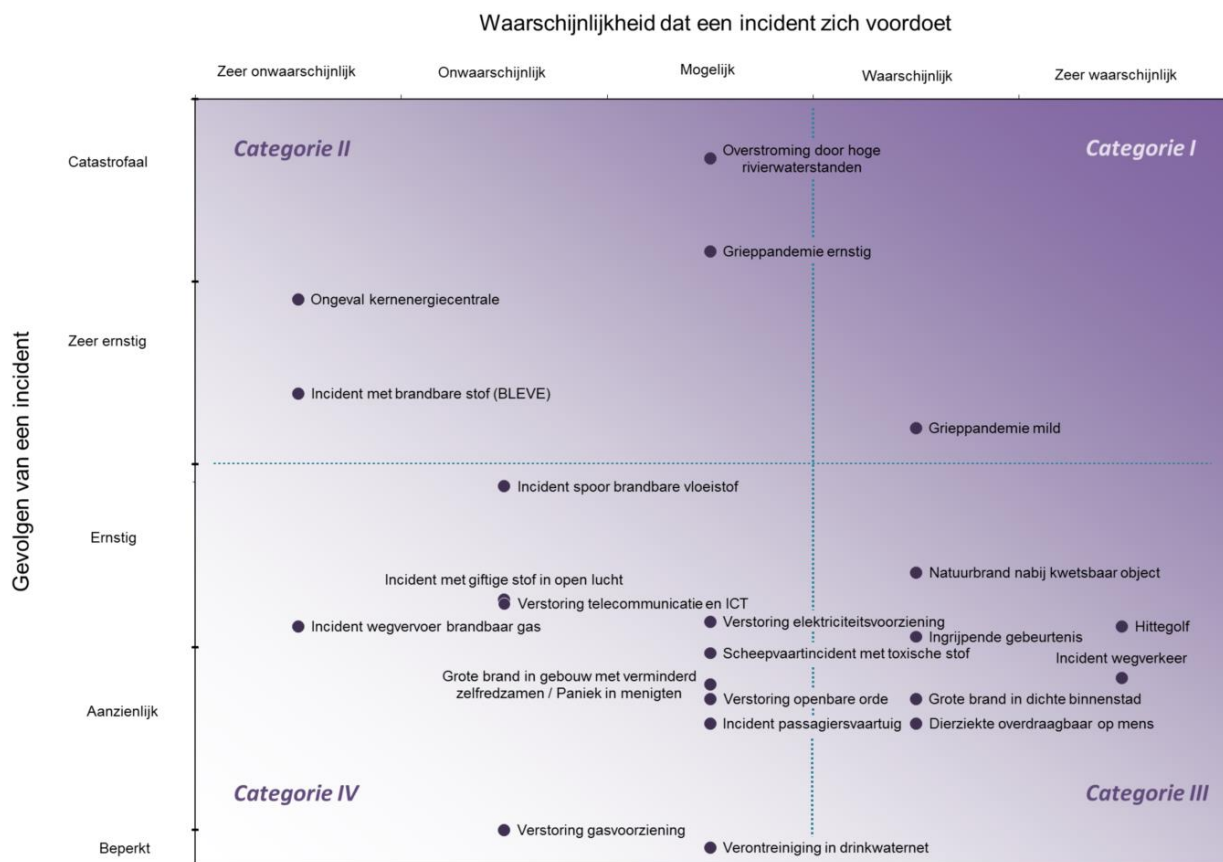 Waarschijnlijkheid dat een incident zich voordoet
Zeer onwaarschijnlijk
Onwaarschijnlijk
Mogelijk
Waarschijnlijk
Zeer waarschijnlijk
Gevolgen van een incident
Catastrofaal
Zeer ernstig
Ernstig
Aanzienlijk
Beperkt
Categorie II
Categorie I
Overstroming door hoge
rivierwaterstanden
Grieppandemie ernstig
Ongeval kernenergiecentrale
Incident met brandbare stof (BLEVE)
Grieppandemie mild
Incident spoor brandbare vloeistof
Natuurbrand nabij kwetsbaar object
Incident met giftige stof in open lucht
Verstoring telecommunicatie en ICT
Incident wegvervoer brandbaar gas
Verstoring elektriciteitsvoorziening
Ingrijpende gebeurtenis
Hittegolf
Scheepvaartincident met toxische stof
Incident wegverkeer
Grote brand in gebouw met verminderd
zelfredzamen / Paniek in menigten
Verstoring openbare orde
Grote brand in dichte binnenstad
Incident passagiersvaartuig
Dierziekte overdraagbaar op mens
Categorie IV
Categorie III
Verstoring gasvoorziening
Verontreiniging in drinkwaternet